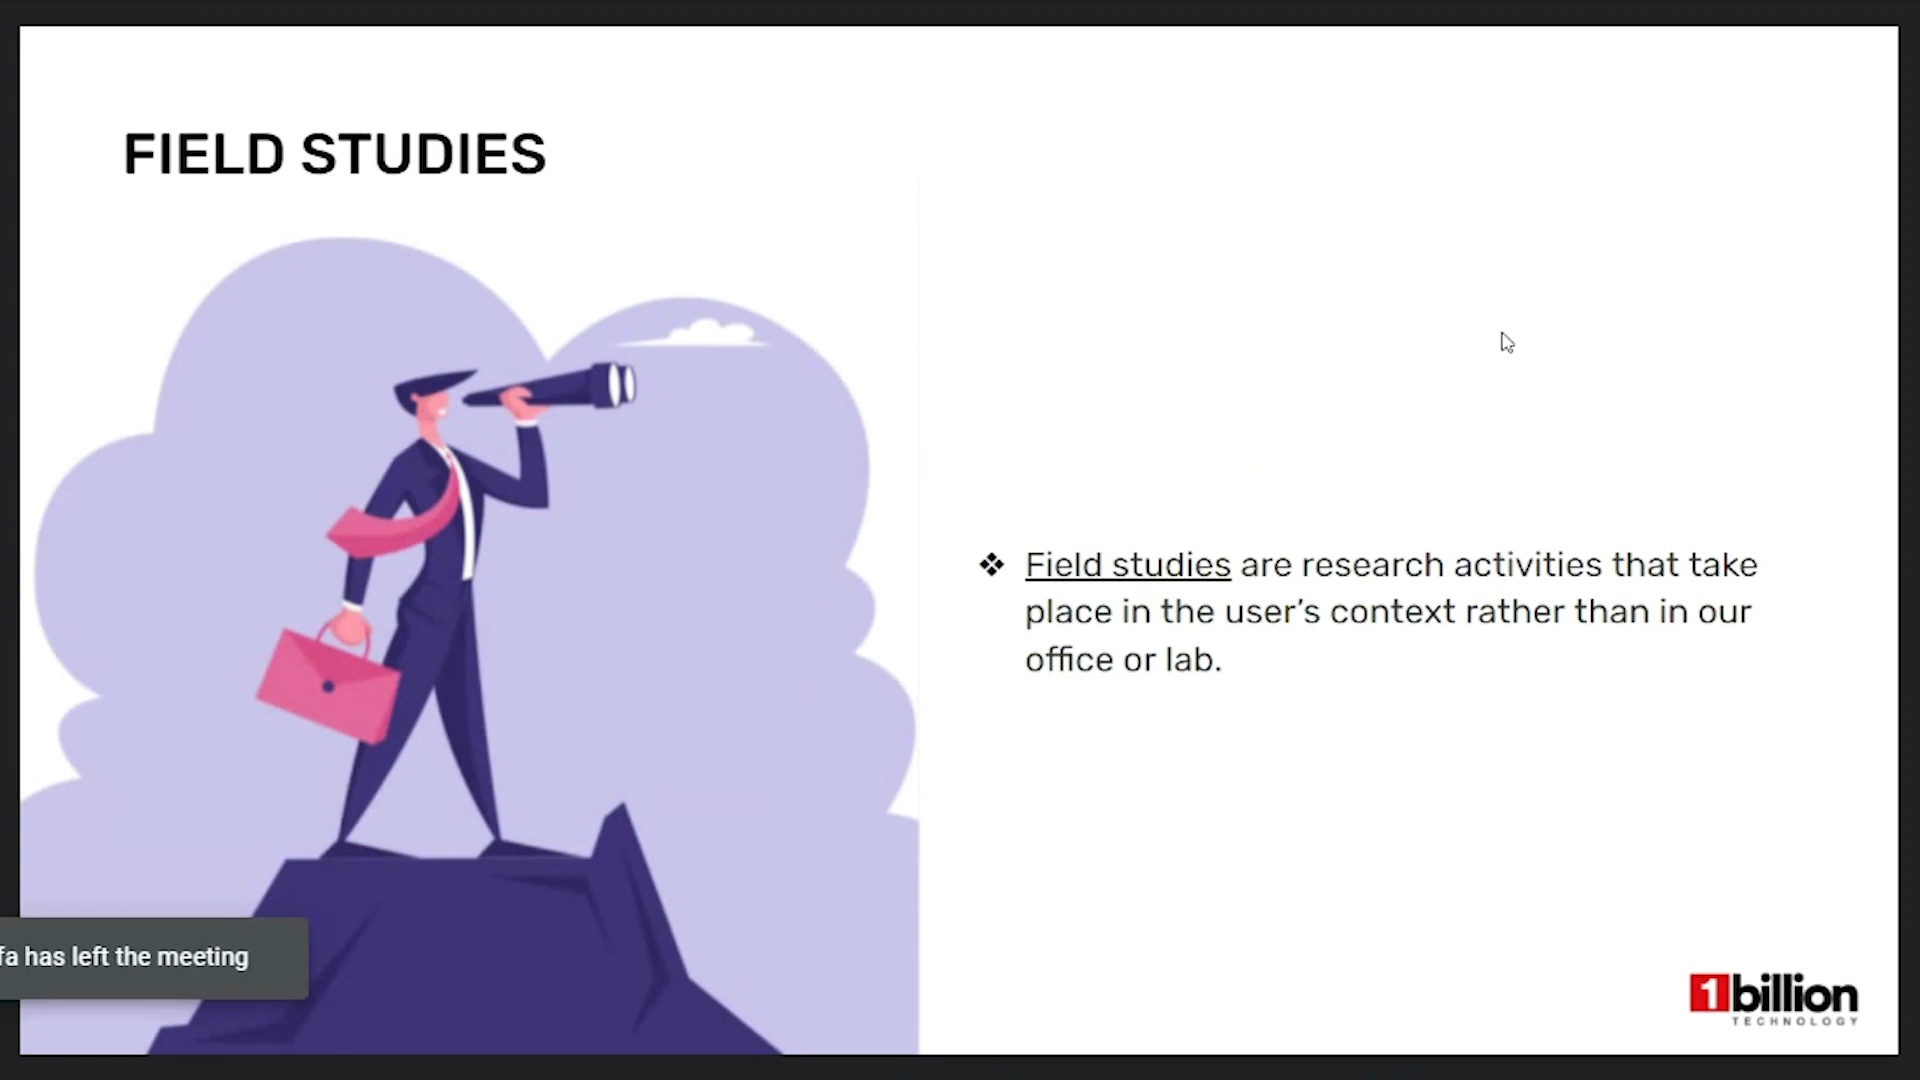 FIELD STUDIES
❖ Field studies are research activities that take
place in the user’s context rather than in our
office or lab.
fa has left the meeting
1billion
TECHNOLOGY